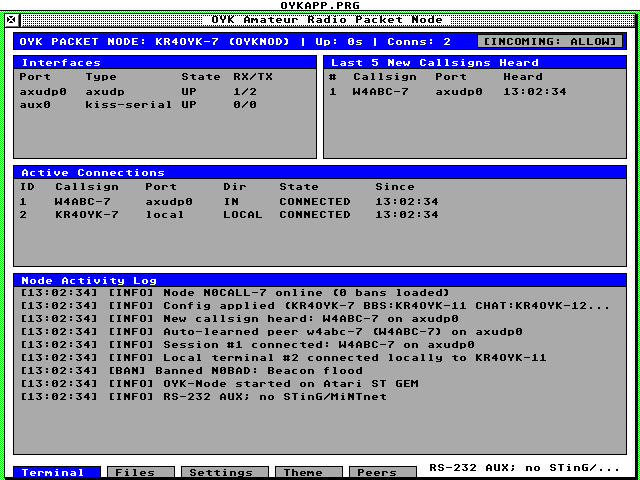 OYKAPP.PRG
OYK Amateur Radio Packet Node
OYK PACKET NODE: KR4OYK-7 (OYKNOD) | Up: 0s | Conns: 2 [INCOMING: ALLOW]
Interfaces
Port Type State RX/TX
axudp0 axudp UP 1/2
aux0 kiss-serial UP 0/0
Last 5 New Callsigns Heard
# Callsign Port Heard
1 W4ABC-7 axudp0 13:02:34
Active Connections
ID Callsign Port Dir State Since
1 W4ABC-7 axudp0 IN CONNECTED 13:02:34
2 KR4OYK-7 local LOCAL CONNECTED 13:02:34
Node Activity Log
[13:02:34] [INFO] Node N0CALL-7 online (0 bans loaded)
[13:02:34] [INFO] Config applied (KR4OYK-7 BBS:KR4OYK-11 CHAT:KR4OYK-12...
[13:02:34] [INFO] New callsign heard: W4ABC-7 on axudp0
[13:02:34] [INFO] Auto-learned peer w4abc-7 (W4ABC-7) on axudp0
[13:02:34] [INFO] Session #1 connected: W4ABC-7 on axudp0
[13:02:34] [INFO] Local terminal #2 connected locally to KR4OYK-11
[13:02:34] [BAN] Banned N0BAD: Beacon flood
[13:02:34] [INFO] OYK-Node started on Atari ST GEM
[13:02:34] [INFO] RS-232 AUX; no STinG/MiNTnet
Terminal Files Settings Theme Peers RS-232 AUX; no STinG/...